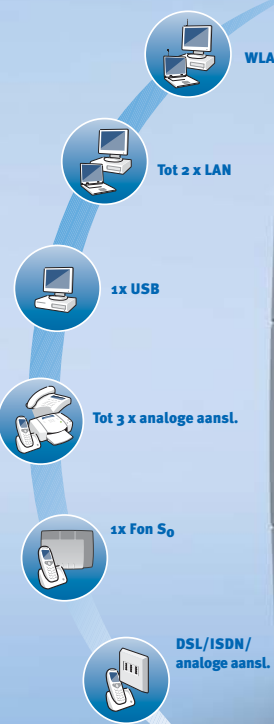 WLA
Tot 2 x LAN
1x USB
Tot 3 x analoge aansl.
1x Fon S₀
DSL/ISDN/
analoge aansl.